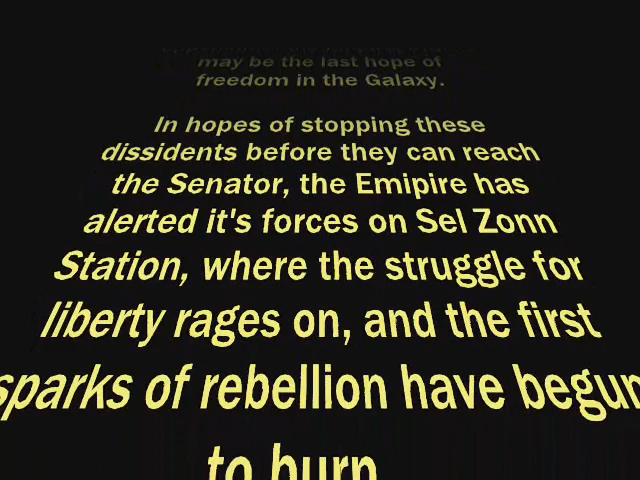 may be the last hope of
freedom in the Galaxy.
In hopes of stopping these
dissidents before they can reach
the Senator, the Emipire has
alerted it's forces on Sel Zonn
Station, where the struggle for
liberty rages on, and the first
sparks of rebellion have begun
to burn